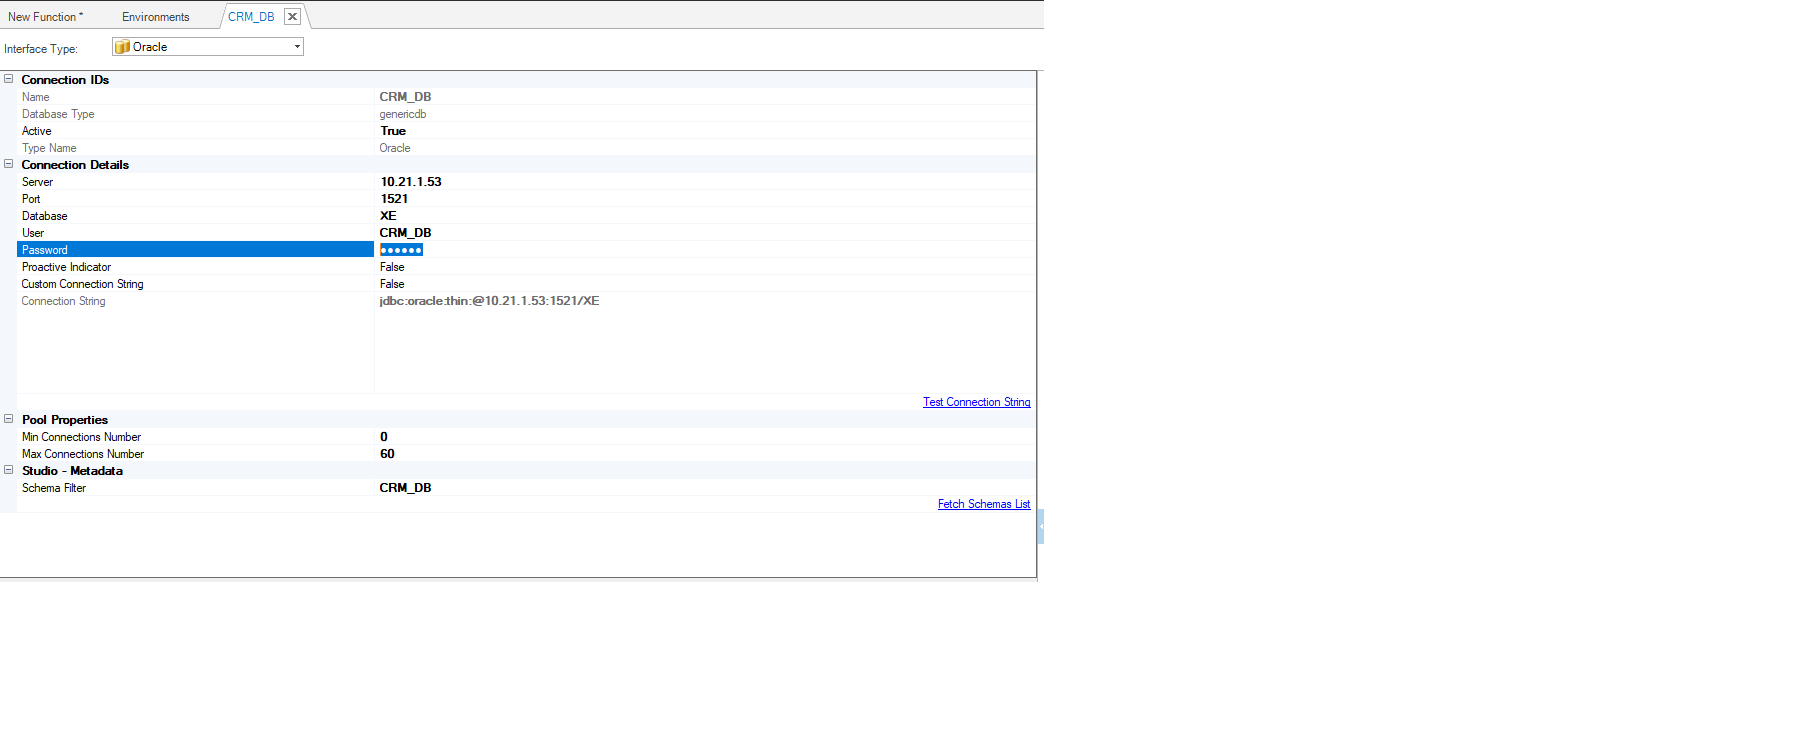 New Function * Environments CRM_DB
Interface Type: Oracle
Connection IDs
Name CRM_DB
Database Type genericdb
Active True
Type Name Oracle
Connection Details
Server 10.21.1.53
Port 1521
Database XE
User CRM_DB
Password ••••••
Proactive Indicator False
Custom Connection String False
Connection String jdbc:oracle:thin:@10.21.1.53:1521/XE
Test Connection String
Pool Properties
Min Connections Number 0
Max Connections Number 60
Studio - Metadata
Schema Filter CRM_DB
Fetch Schemas List